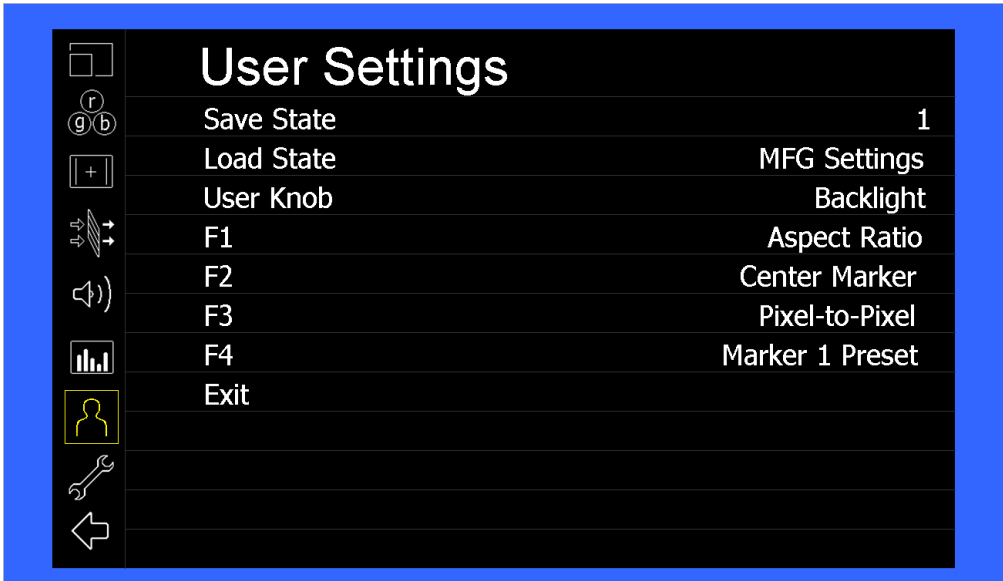 User Settings
r
g b
Save State 1
Load State MFG Settings
User Knob Backlight
F1 Aspect Ratio
F2 Center Marker
F3 Pixel-to-Pixel
F4 Marker 1 Preset
Exit